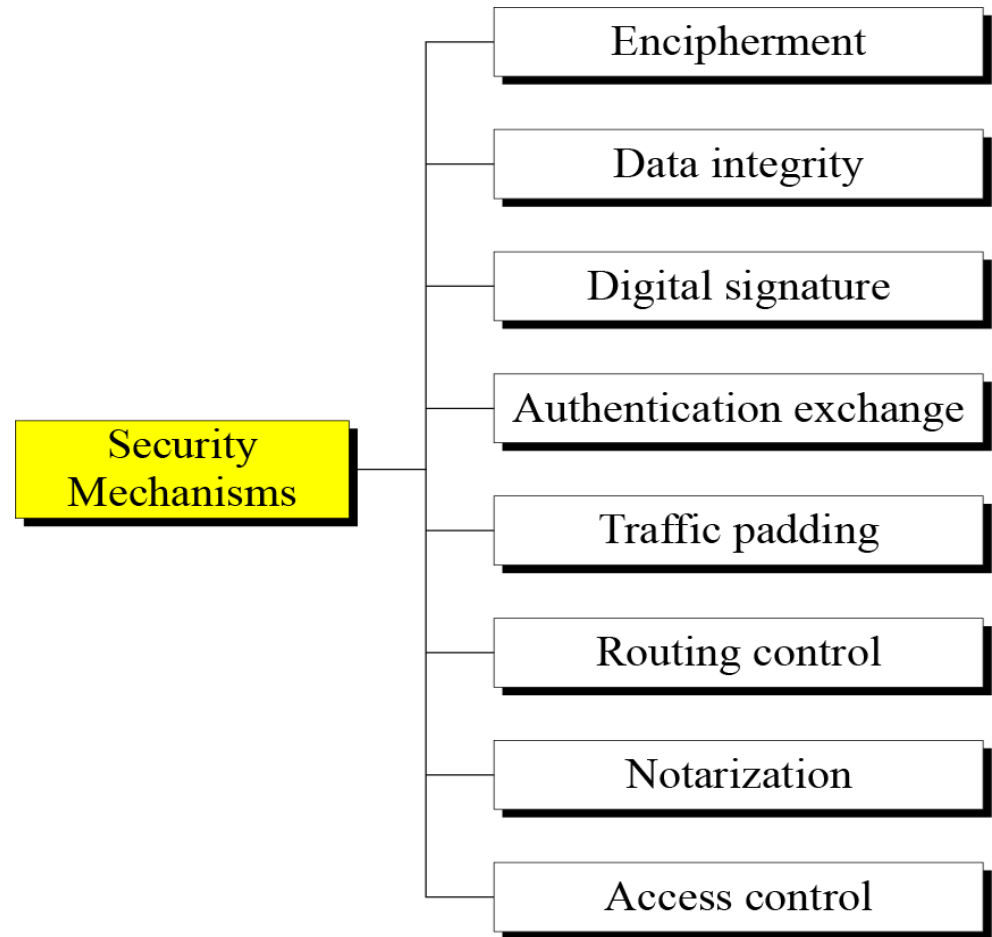 Encipherment
Data integrity
Digital signature
Authentication exchange
Security
Mechanisms
Traffic padding
Routing control
Notarization
Access control